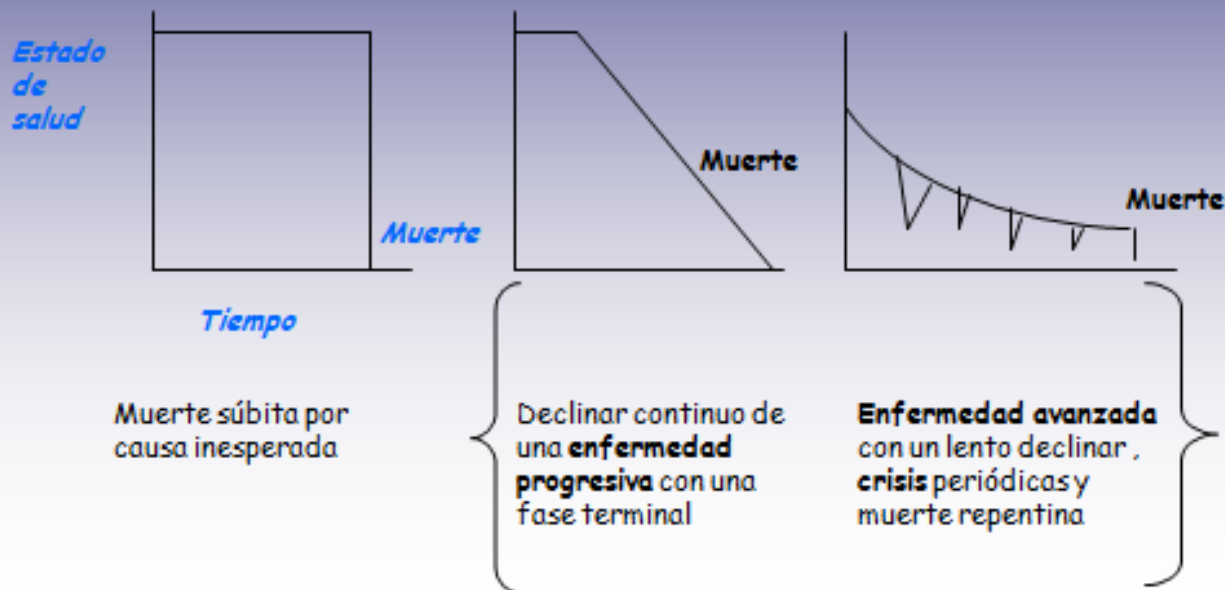 Estado
de
salud
Muerte
Tiempo
Muerte
Muerte
Muerte súbita por
causa inesperada
Declinar continuo de
una enfermedad
progresiva con una
fase terminal
Enfermedad avanzada
con un lento declinar ,
crisis periódicas y
muerte repentina